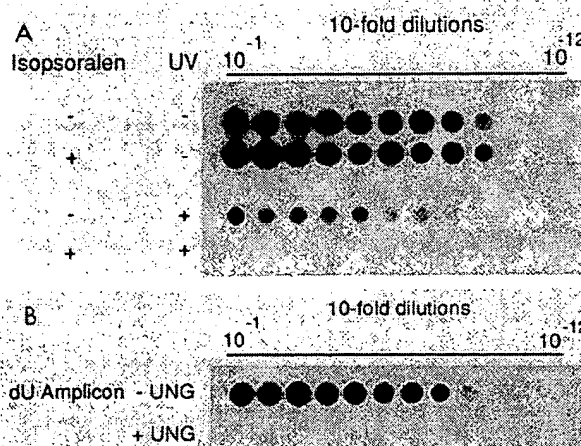 A
10-fold dilutions
Isopsoralen UV 10-1 10-12
- -
+ -
- +
+ +
B
10-fold dilutions
10-1 10-12
dU Amplicon - UNG
+ UNG